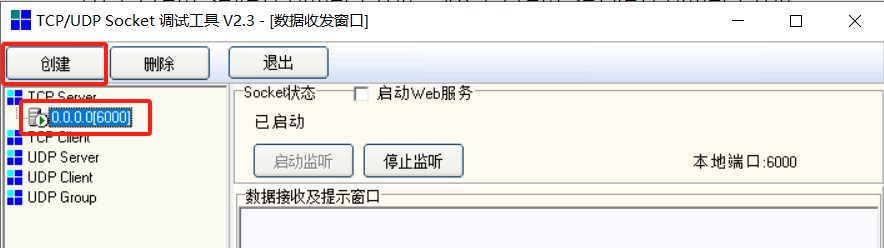 TCP/UDP Socket 调试工具 V2.3 - [数据收发窗口]
创建 删除 退出
TCP Server
0.0.0.0[6000]
TCP Client
UDP Server
UDP Client
UDP Group
Socket状态 启动Web服务
已启动
启动监听 停止监听 本地端口:6000
数据接收及提示窗口